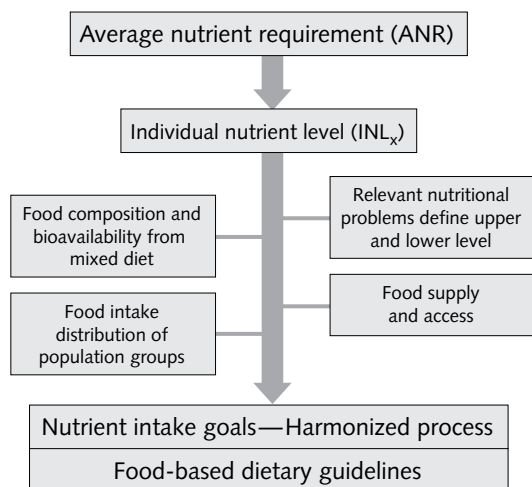 Average nutrient requirement (ANR)
Individual nutrient level (INLx)
Food composition and
bioavailability from
mixed diet
Relevant nutritional
problems define upper
and lower level
Food intake
distribution of
population groups
Food supply
and access
Nutrient intake goals—Harmonized process
Food-based dietary guidelines